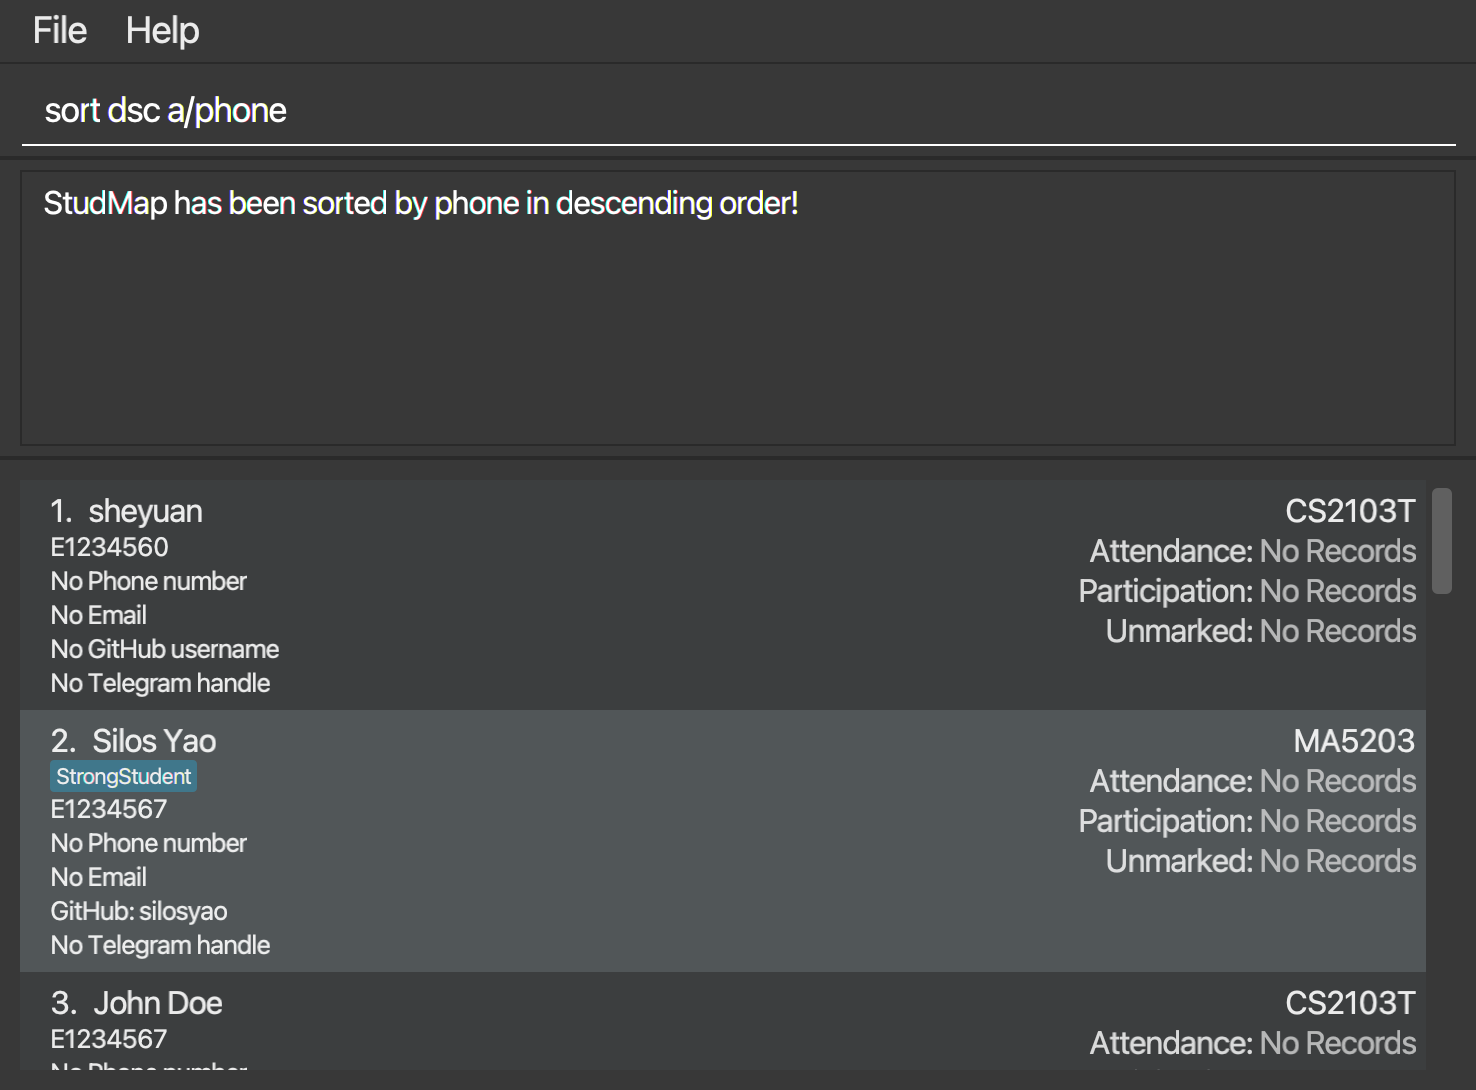 File Help
sort dsc a/phone
StudMap has been sorted by phone in descending order!
1. sheyuan
CS2103T
E1234560
Attendance: No Records
No Phone number
Participation: No Records
No Email
Unmarked: No Records
No GitHub username
No Telegram handle
2. Silos Yao
MA5203
StrongStudent
Attendance: No Records
E1234567
Participation: No Records
No Phone number
Unmarked: No Records
No Email
GitHub: silosyao
No Telegram handle
3. John Doe
CS2103T
E1234567
Attendance: No Records
No Phone number